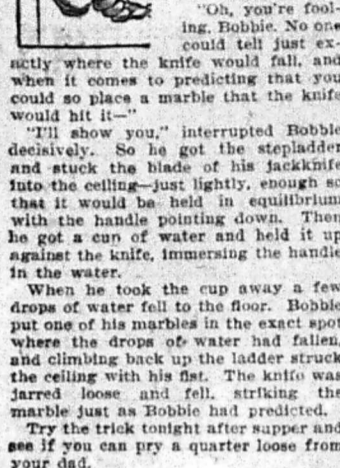 "Oh, you're fool-
ing, Bobbie. No one
could tell just ex-
actly where the knife would fall, and
when it comes to predicting that you
could so place a marble that the knife
would hit it—"
"I'll show you," interrupted Bobbie
decisively. So he got the stepladder
and stuck the blade of his jackknife
into the ceiling—just lightly, enough so
that it would be held in equilibrium
with the handle pointing down. Then
he got a cup of water and held it up
against the knife, immersing the handle
in the water.
When he took the cup away a few
drops of water fell to the floor. Bobbie
put one of his marbles in the exact spot
where the drops of water had fallen,
and climbing back up the ladder struck
the ceiling with his fist. The knife was
jarred loose and fell, striking the
marble just as Bobbie had predicted.
Try the trick tonight after supper and
see if you can pry a quarter loose from
your dad.